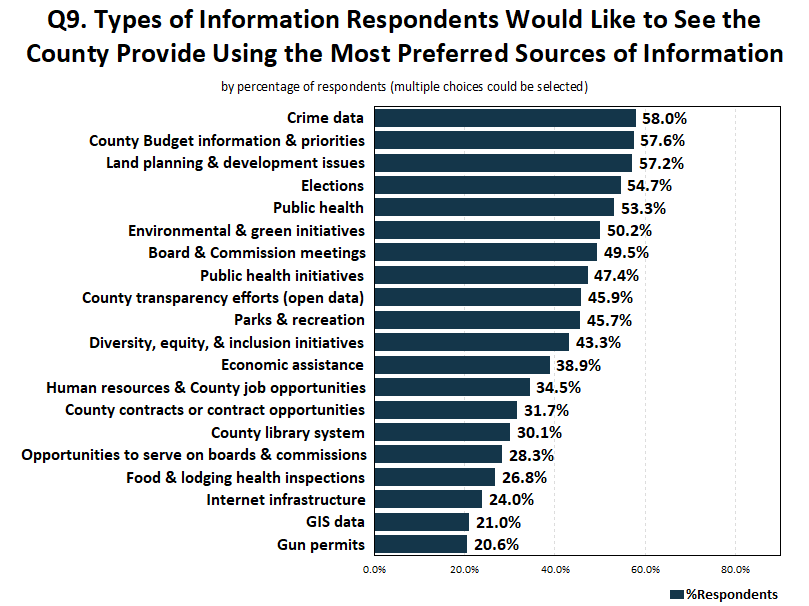 Q9. Types of Information Respondents Would Like to See the
County Provide Using the Most Preferred Sources of Information
by percentage of respondents (multiple choices could be selected)
Crime data 58.0%
County Budget information & priorities 57.6%
Land planning & development issues 57.2%
Elections 54.7%
Public health 53.3%
Environmental & green initiatives 50.2%
Board & Commission meetings 49.5%
Public health initiatives 47.4%
County transparency efforts (open data) 45.9%
Parks & recreation 45.7%
Diversity, equity, & inclusion initiatives 43.3%
Economic assistance 38.9%
Human resources & County job opportunities 34.5%
County contracts or contract opportunities 31.7%
County library system 30.1%
Opportunities to serve on boards & commissions 28.3%
Food & lodging health inspections 26.8%
Internet infrastructure 24.0%
GIS data 21.0%
Gun permits 20.6%
0.0% 20.0% 40.0% 60.0% 80.0%
%Respondents